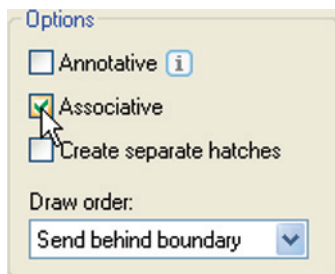 Options
Annotative i
Associative
Create separate hatches
Draw order:
Send behind boundary